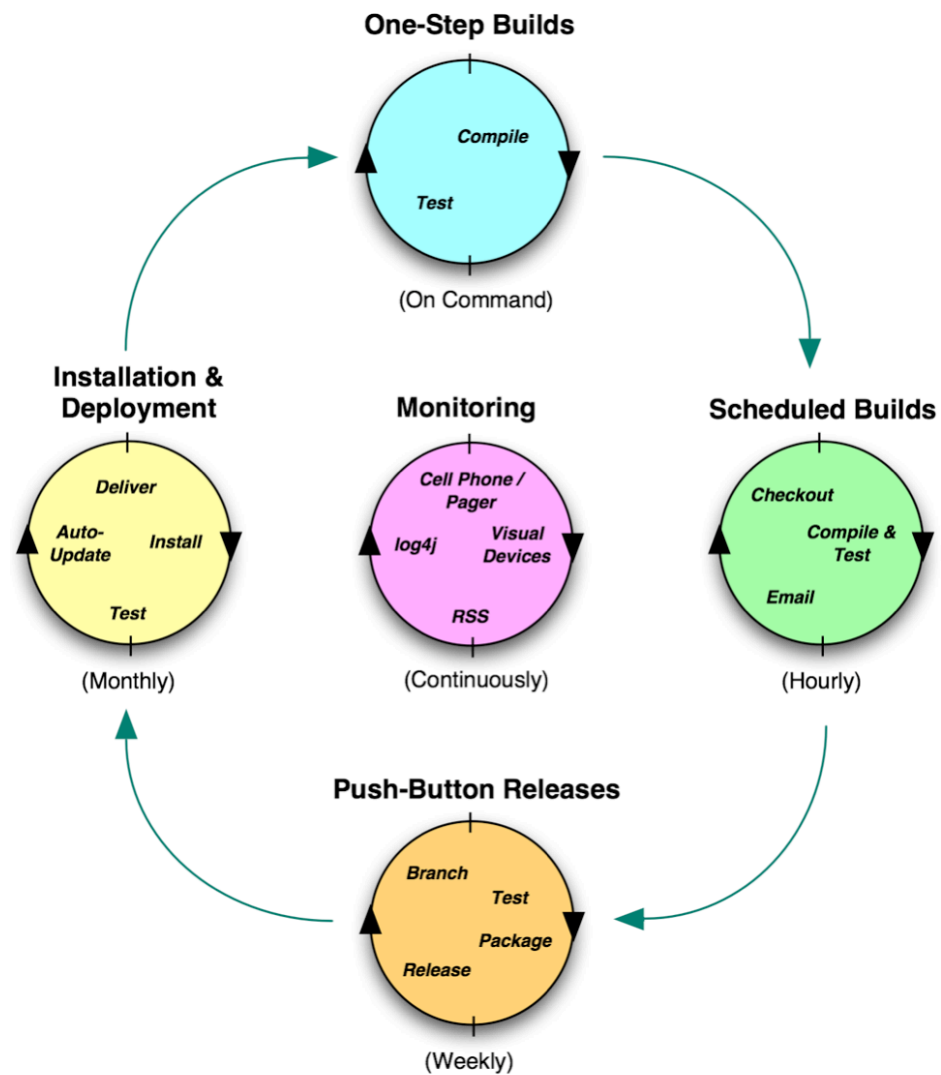 One-Step Builds
Compile
Test
(On Command)
Installation &
Deployment
Deliver
Auto-
Update
Install
Test
(Monthly)
Monitoring
Cell Phone /
Pager
log4j
Visual
Devices
RSS
(Continuously)
Scheduled Builds
Checkout
Compile &
Test
Email
(Hourly)
Push-Button Releases
Branch
Test
Package
Release
(Weekly)